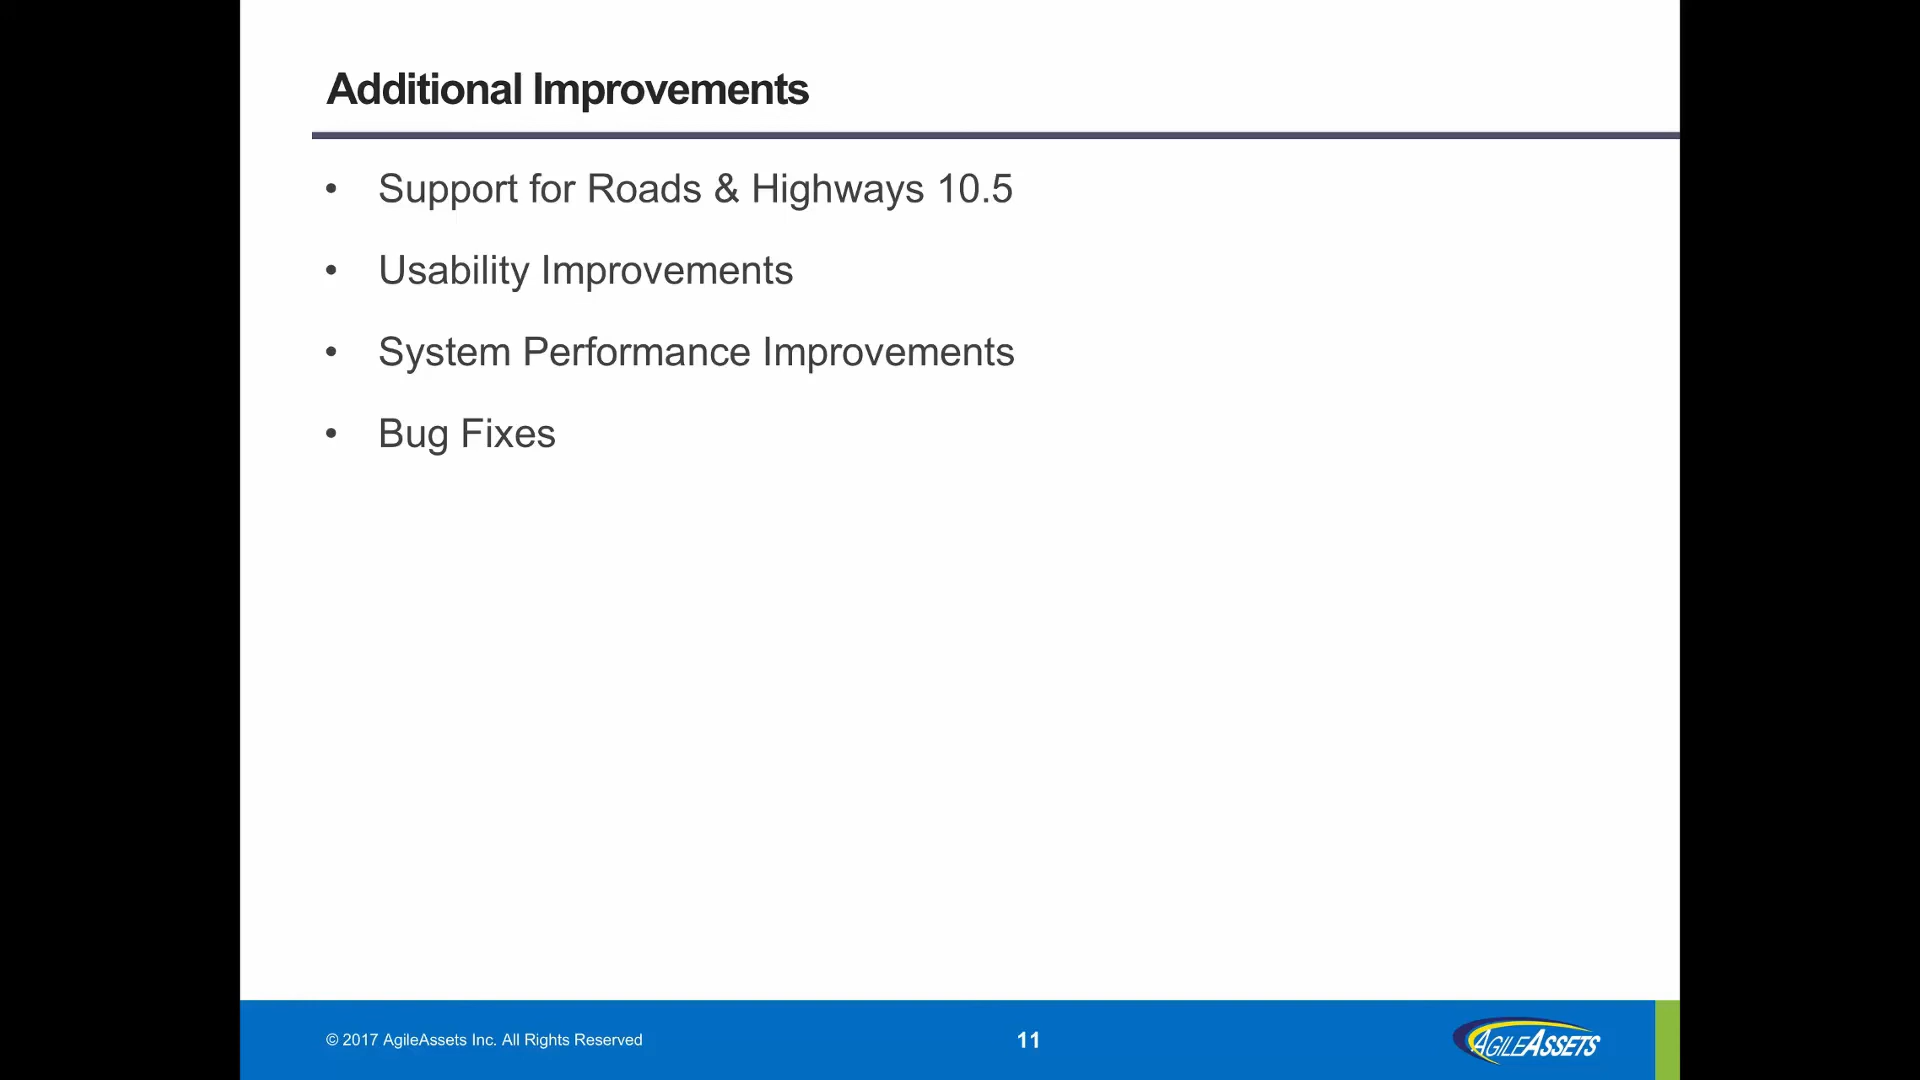 Additional Improvements
• Support for Roads & Highways 10.5
• Usability Improvements
• System Performance Improvements
• Bug Fixes
© 2017 AgileAssets Inc. All Rights Reserved
11
AGILEASSETS